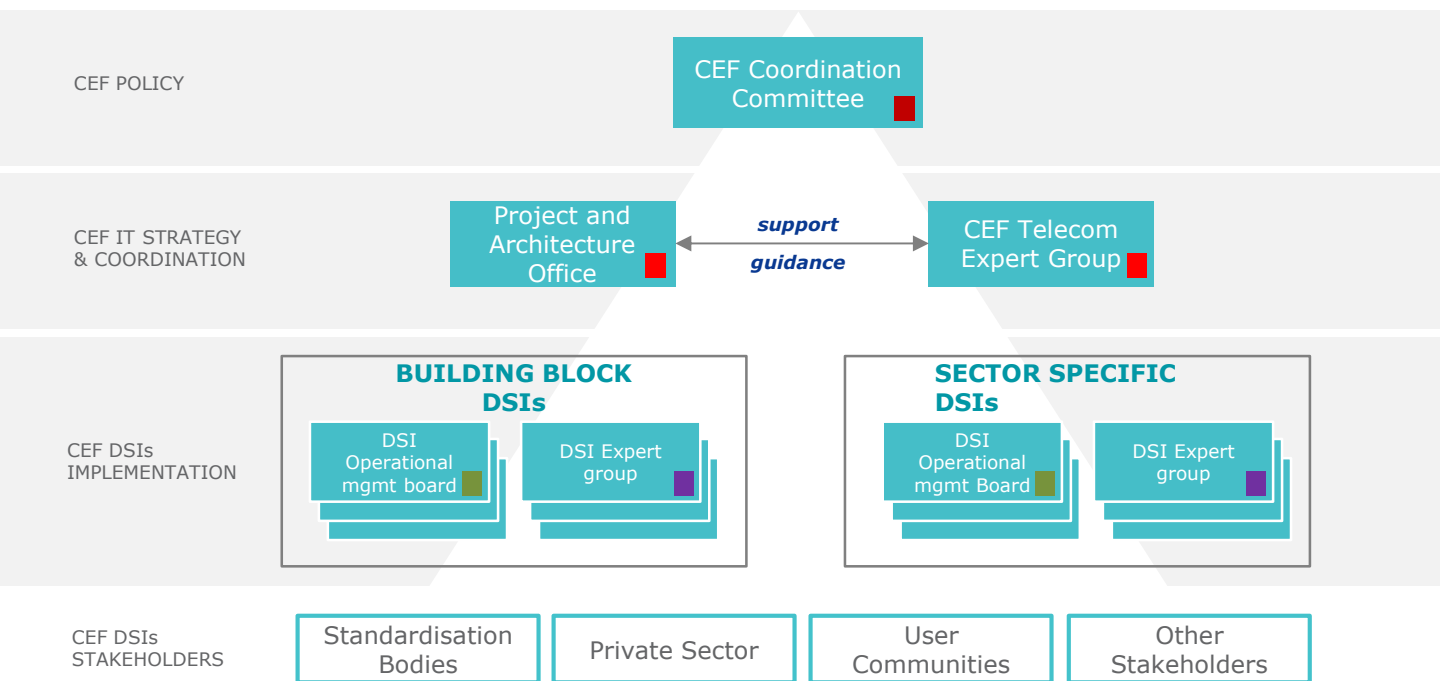 CEF POLICY
CEF Coordination
Committee
CEF IT STRATEGY
& COORDINATION
Project and
Architecture
Office
support
guidance
CEF Telecom
Expert Group
CEF DSIs
IMPLEMENTATION
BUILDING BLOCK
DSIs
DSI
Operational
mgmt board
DSI Expert
group
SECTOR SPECIFIC
DSIs
DSI
Operational
mgmt Board
DSI Expert
group
CEF DSIs
STAKEHOLDERS
Standardisation
Bodies
Private Sector
User
Communities
Other
Stakeholders